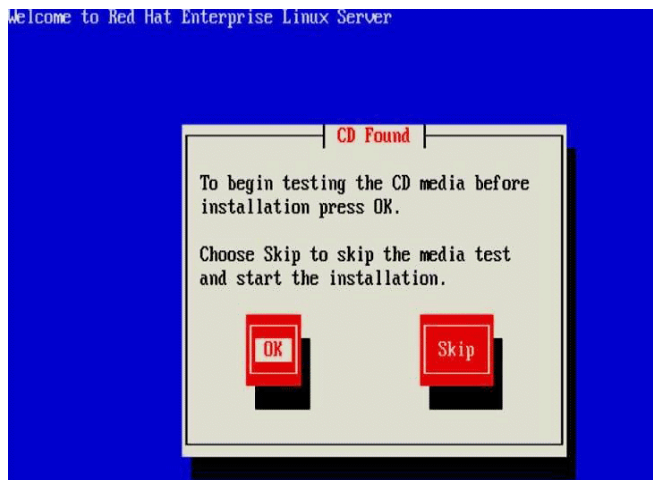 Welcome to Red Hat Enterprise Linux Server
CD Found
To begin testing the CD media before
installation press OK.
Choose Skip to skip the media test
and start the installation.
OK Skip